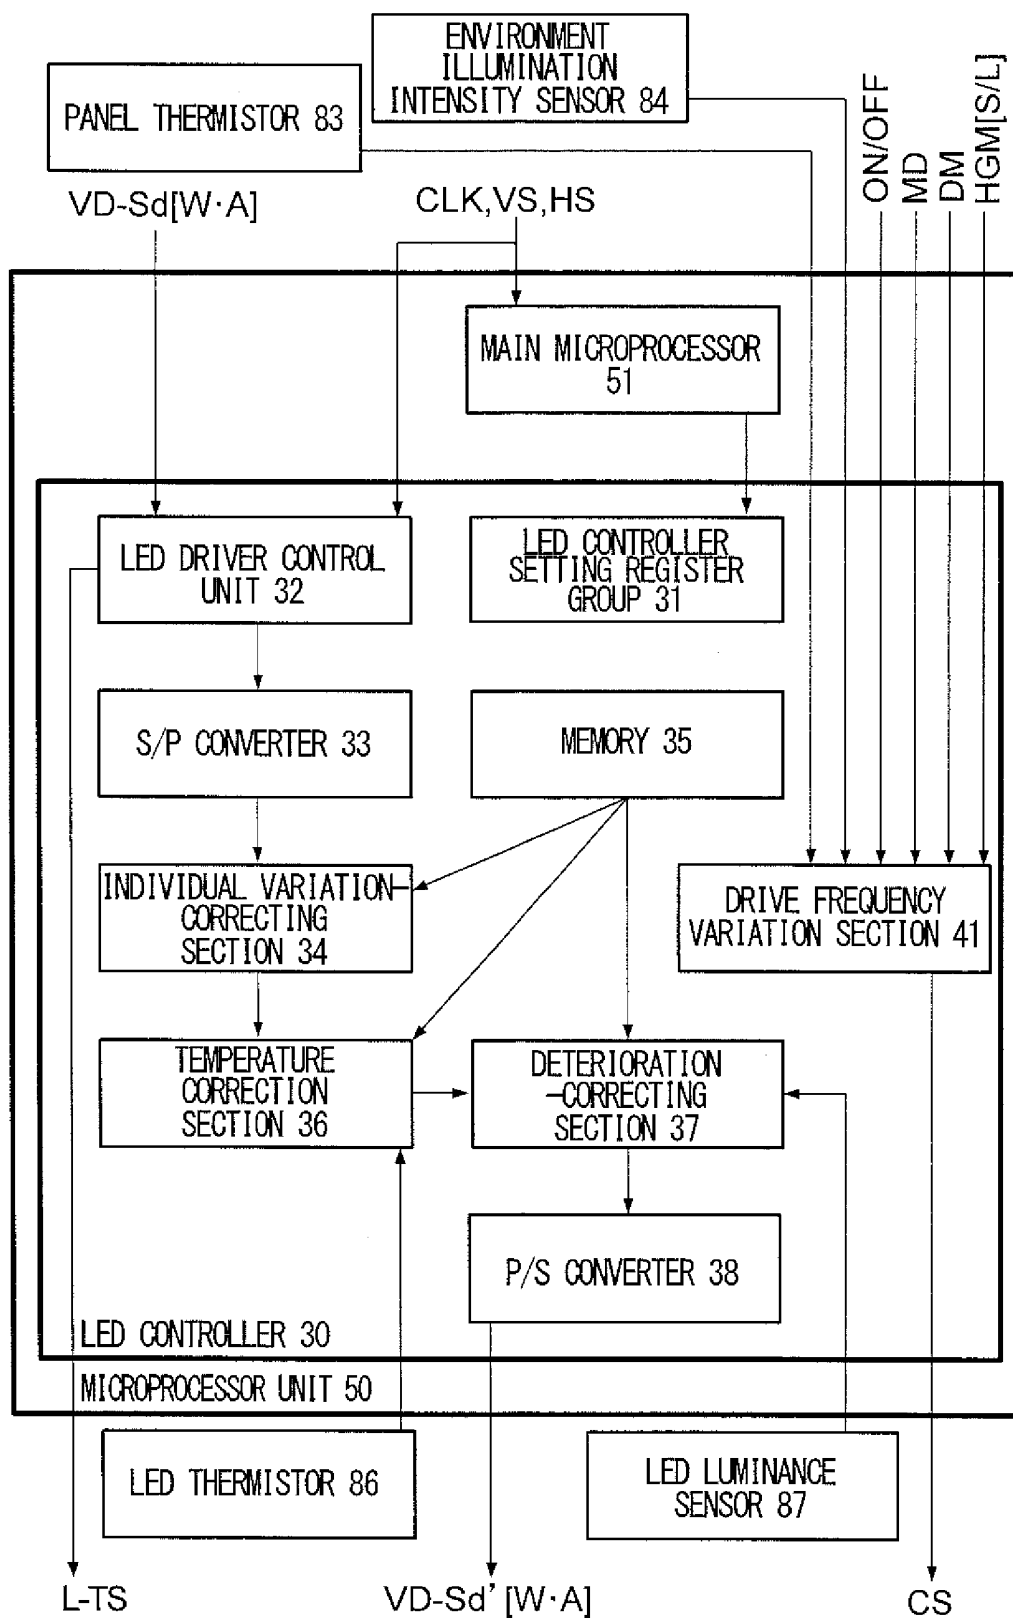 ENVIRONMENT
ILLUMINATION
INTENSITY SENSOR 84
PANEL THERMISTOR 83
ON/OFF
MD
DM
HGM[S/L]
VD-Sd[W·A]
CLK,VS,HS
MAIN MICROPROCESSOR
51
LED DRIVER CONTROL
UNIT 32
LED CONTROLLER
SETTING REGISTER
GROUP 31
S/P CONVERTER 33
MEMORY 35
INDIVIDUAL VARIATION-
CORRECTING
SECTION 34
DRIVE FREQUENCY
VARIATION SECTION 41
TEMPERATURE
CORRECTION
SECTION 36
DETERIORATION
-CORRECTING
SECTION 37
P/S CONVERTER 38
LED CONTROLLER 30
MICROPROCESSOR UNIT 50
LED THERMISTOR 86
LED LUMINANCE
SENSOR 87
L-TS
VD-Sd' [W·A]
CS